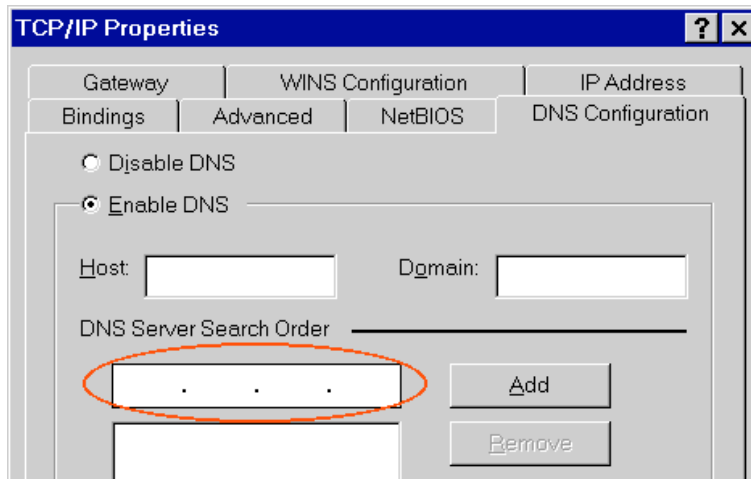 TCP/IP Properties ? ×
Gateway WINS Configuration IP Address
Bindings Advanced NetBIOS DNS Configuration
Disable DNS
Enable DNS
Host: Domain:
DNS Server Search Order
. . . Add
Remove